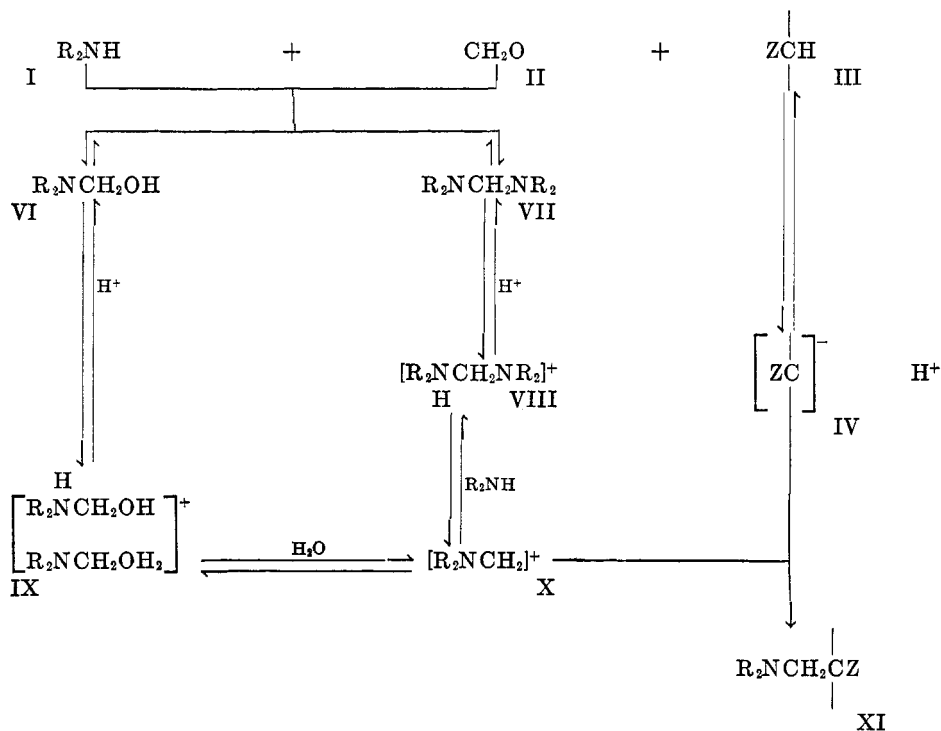 R₂NH + CH₂O + ZCH
I II III
R₂NCH₂OH R₂NCH₂NR₂
VI VII
H⁺ H⁺
[R₂NCH₂NR₂]⁺ [ZC]⁻ H⁺
H VIII
IV
H R₂NH
[R₂NCH₂OH
R₂NCH₂OH₂]⁺ H₂O [R₂NCH₂]⁺
IX X
R₂NCH₂CZ
XI